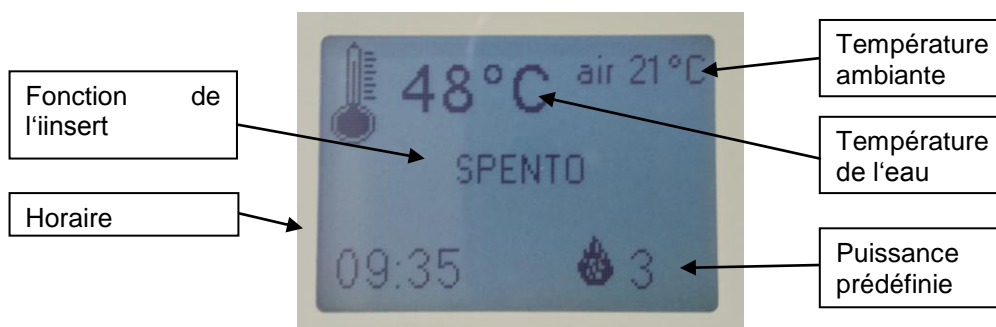 Fonction de
l‘iinsert
Horaire
48°C
air 21°C
SPENTO
09:35
3
Température
ambiante
Température
de l‘eau
Puissance
prédéfinie